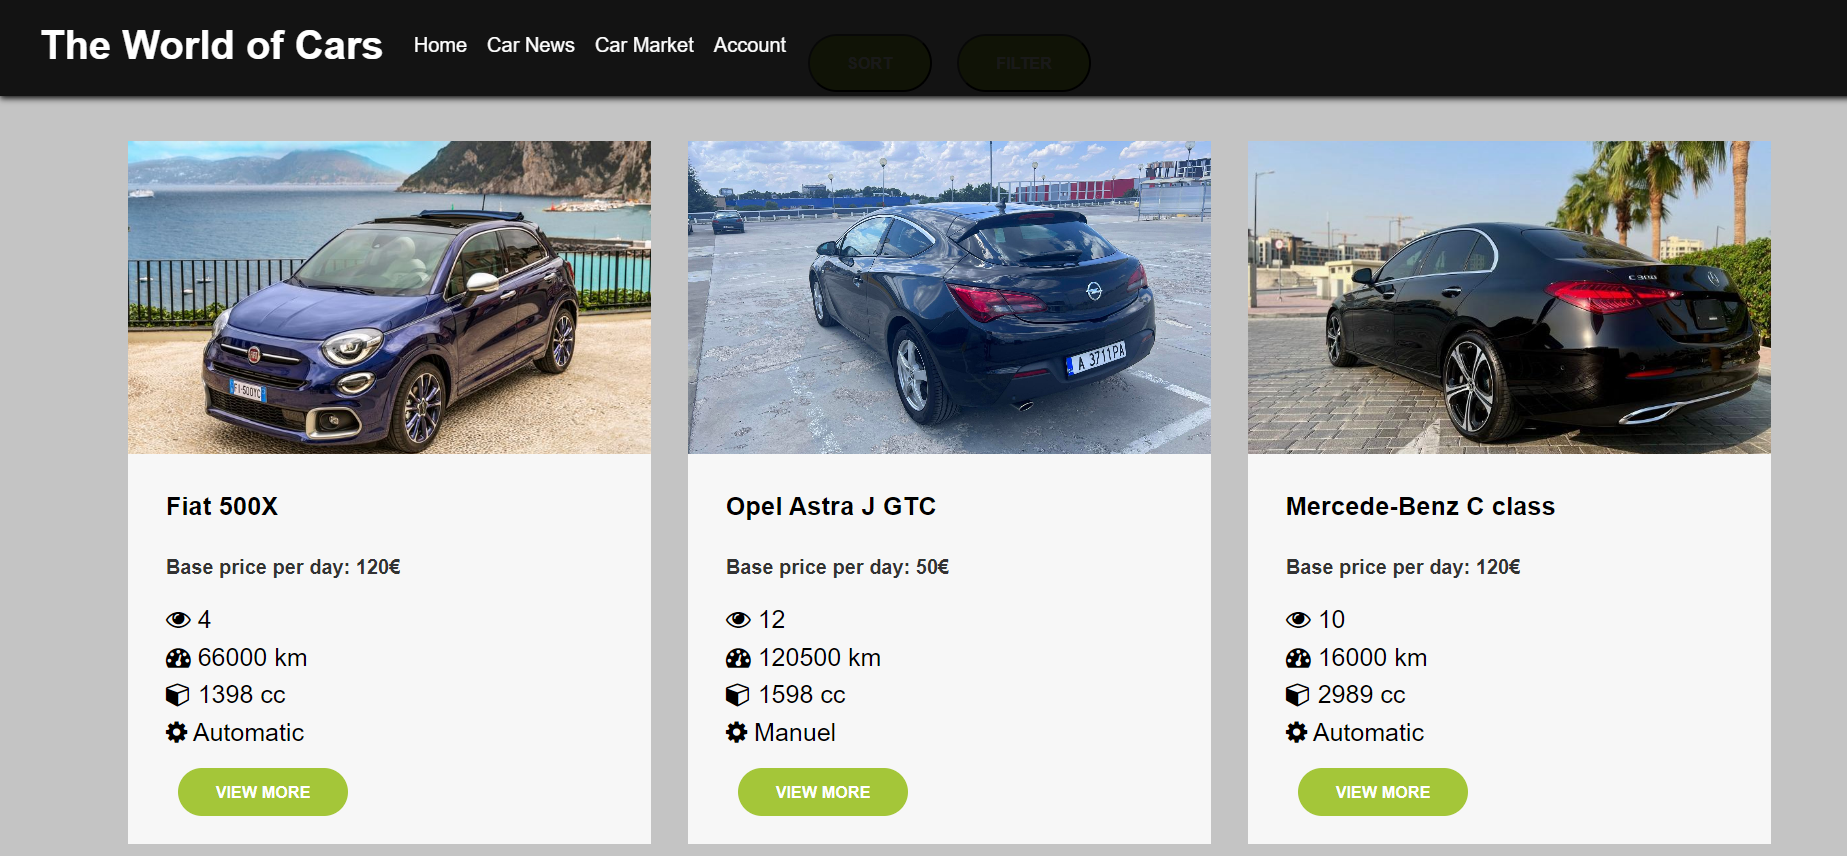 The World of Cars
Home Car News Car Market Account
SORT FILTER
FI·500YC
A 3711PA
C 300
Fiat 500X
Base price per day: 120€
4
66000 km
1398 cc
Automatic
VIEW MORE
Opel Astra J GTC
Base price per day: 50€
12
120500 km
1598 cc
Manuel
VIEW MORE
Mercede-Benz C class
Base price per day: 120€
10
16000 km
2989 cc
Automatic
VIEW MORE